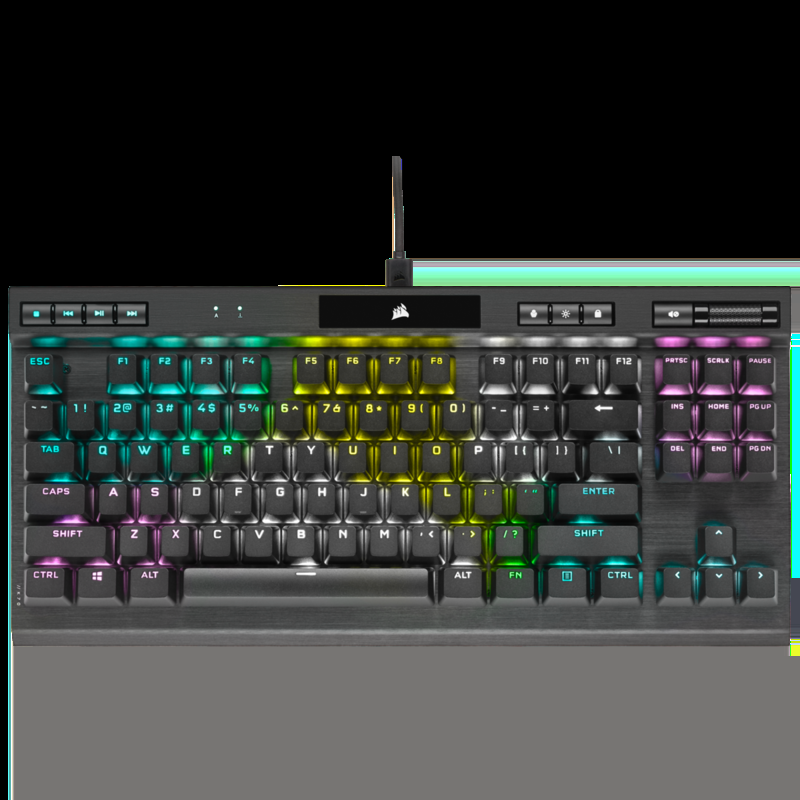 A 1
ESC F1 F2 F3 F4 F5 F6 F7 F8 F9 F10 F11 F12 PRTSC SCRLK PAUSE
~ ~ 1! 2@ 3# 4$ 5% 6^ 7& 8* 9( 0) - _ = + ← INS HOME PG UP
TAB Q W E R T Y U I O P [{ ]} \| DEL END PG DN
CAPS A S D F G H J K L ; : ' " ENTER
SHIFT Z X C V B N M , < . > / ? SHIFT ^
CTRL ALT ALT FN CTRL < v >